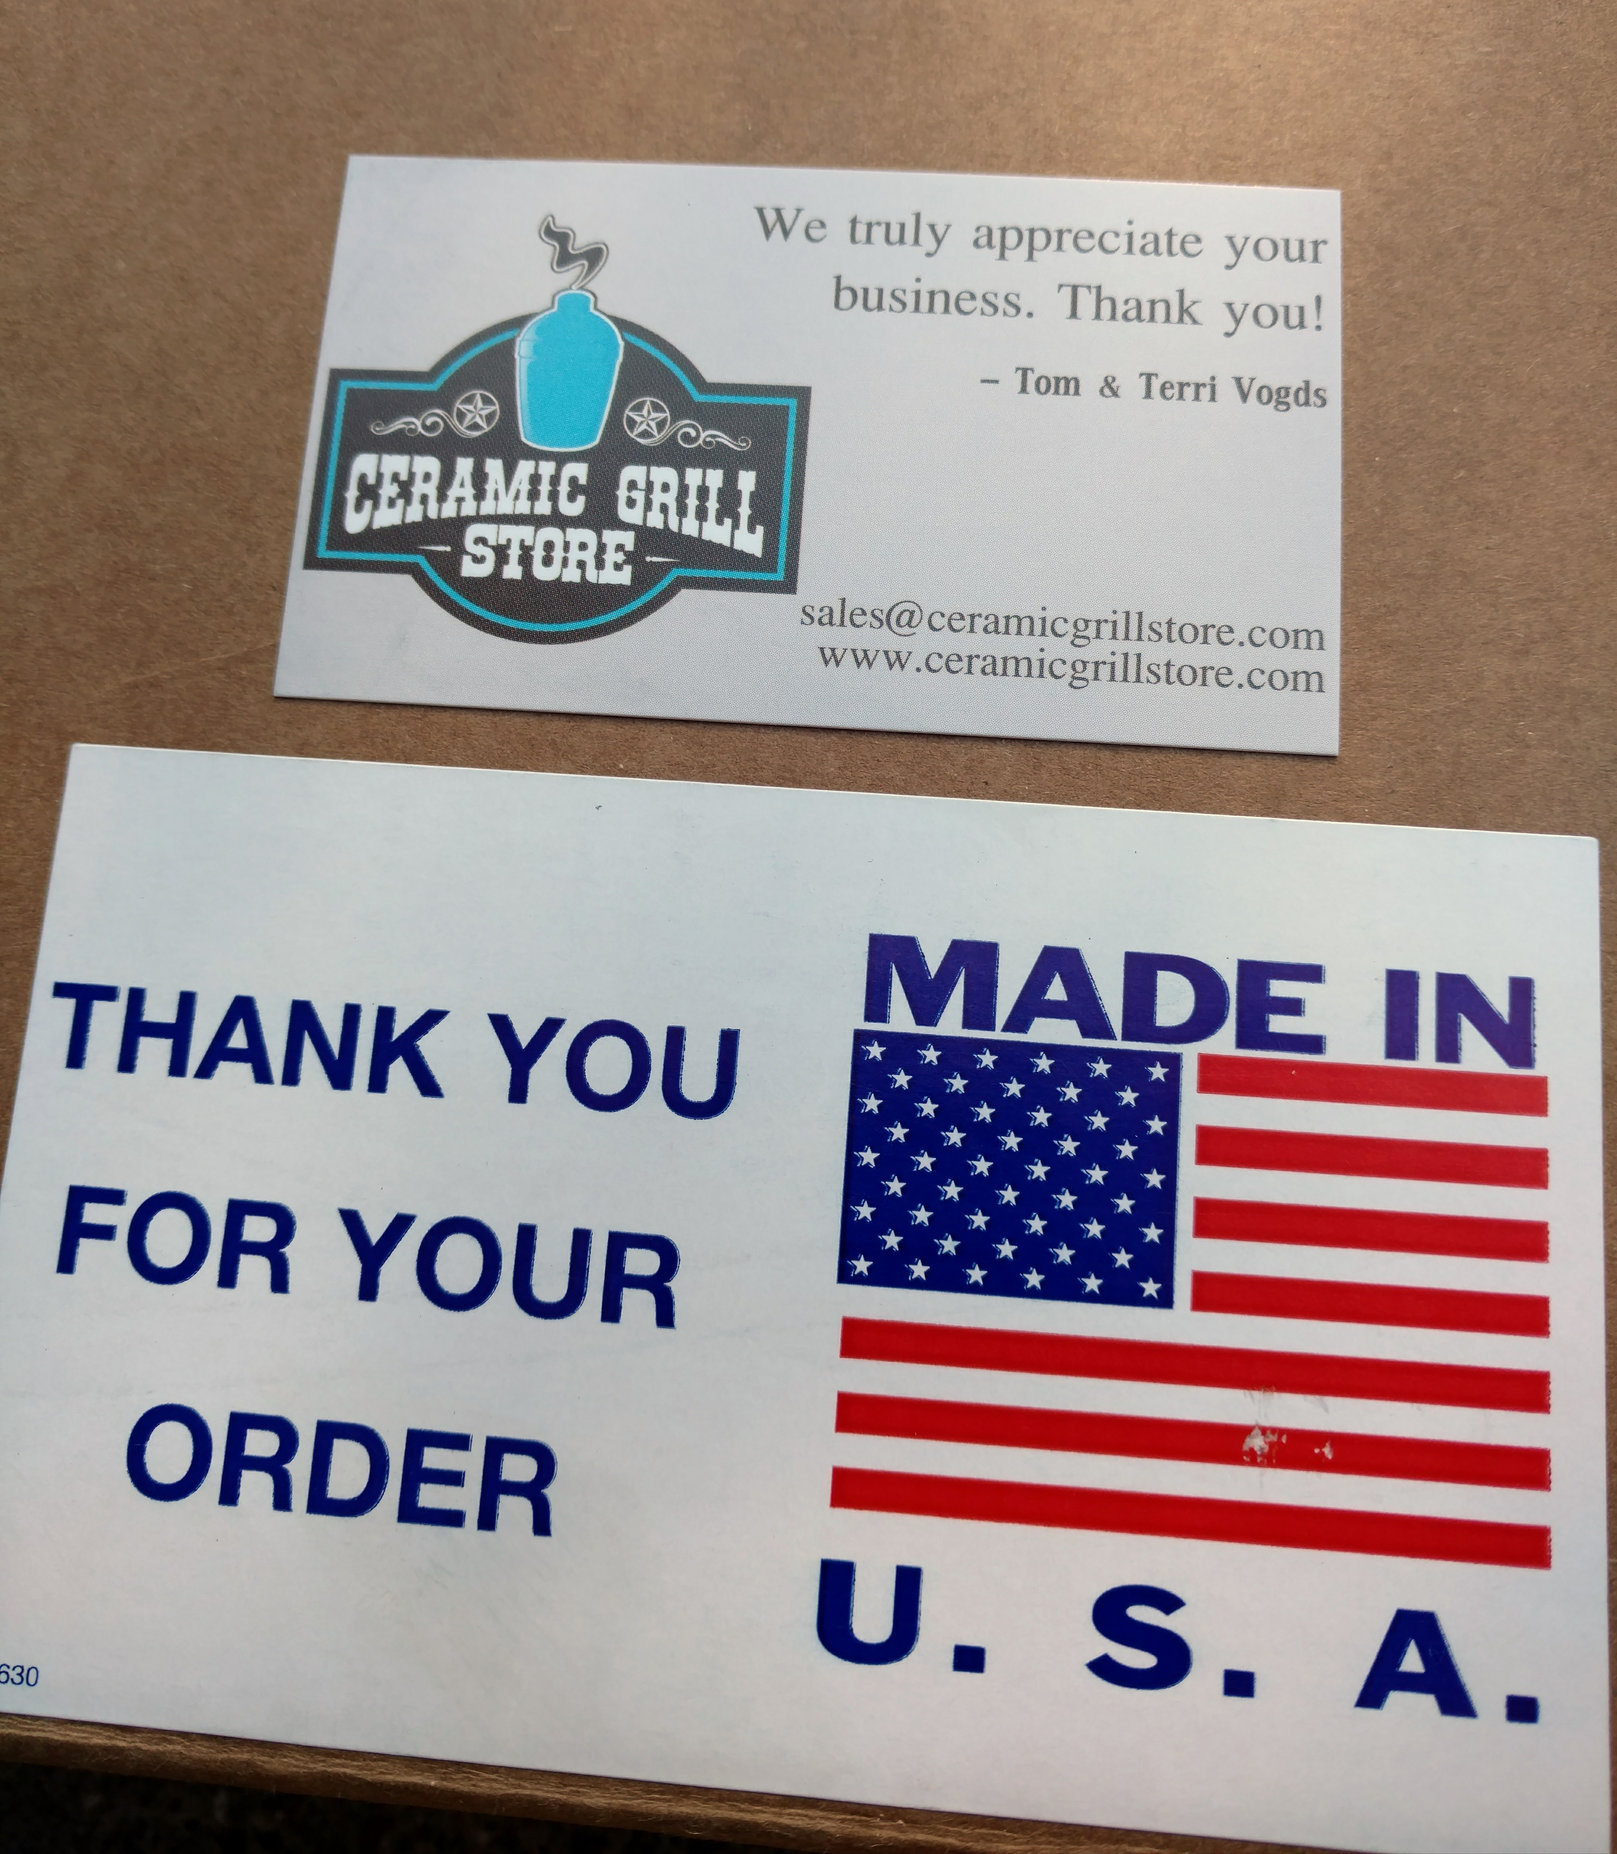 We truly appreciate your
business. Thank you!
– Tom & Terri Vogds
CERAMIC GRILL
STORE
sales@ceramicgrillstore.com
www.ceramicgrillstore.com
THANK YOU
FOR YOUR
ORDER
MADE IN
U. S. A.
630